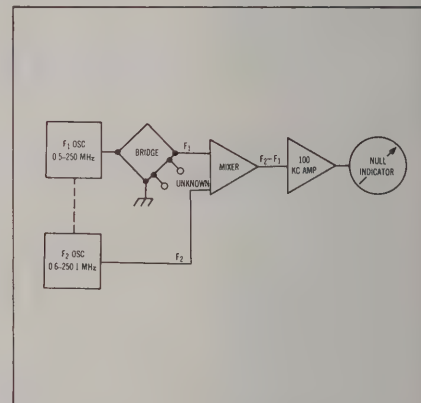 F₁ OSC
0.5-250 MHz
BRIDGE
F₁
UNKNOWN
MIXER
F₂-F₁
100
KC AMP
NULL
INDICATOR
F₂ OSC
0.6-250.1 MHz
F₂